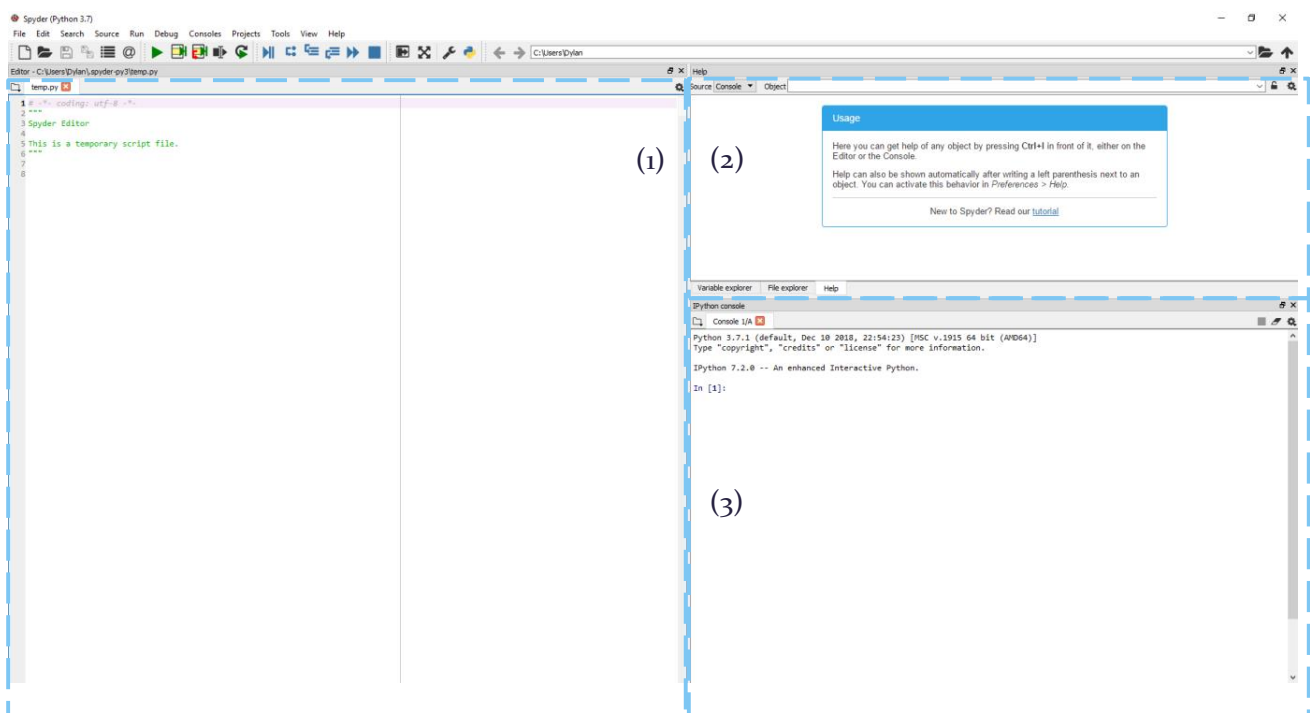 Spyder (Python 3.7)
File Edit Search Source Run Debug Consoles Projects Tools View Help
C:\Users\Dylan
Editor - C:\Users\Dylan\.spyder-py3\temp.py
temp.py
1 # -*- coding: utf-8 -*-
2 """
3 Spyder Editor
4
5 This is a temporary script file.
6 """
7
8
(1)
Help
Source Console Object
(2)
Usage
Here you can get help of any object by pressing Ctrl+I in front of it, either on the
Editor or the Console.
Help can also be shown automatically after writing a left parenthesis next to an
object. You can activate this behavior in Preferences > Help.
New to Spyder? Read our tutorial
Variable explorer File explorer Help
IPython console
Console 1/A
Python 3.7.1 (default, Dec 10 2018, 22:54:23) [MSC v.1915 64 bit (AMD64)]
Type "copyright", "credits" or "license" for more information.
IPython 7.2.0 -- An enhanced Interactive Python.
In [1]:
(3)